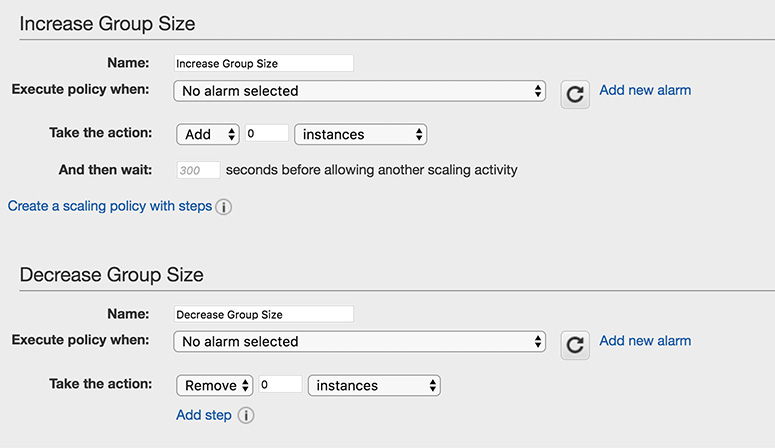 Increase Group Size
Name: Increase Group Size
Execute policy when: No alarm selected Add new alarm
Take the action: Add 0 instances
And then wait: 300 seconds before allowing another scaling activity
Create a scaling policy with steps i
Decrease Group Size
Name: Decrease Group Size
Execute policy when: No alarm selected Add new alarm
Take the action: Remove 0 instances
Add step i